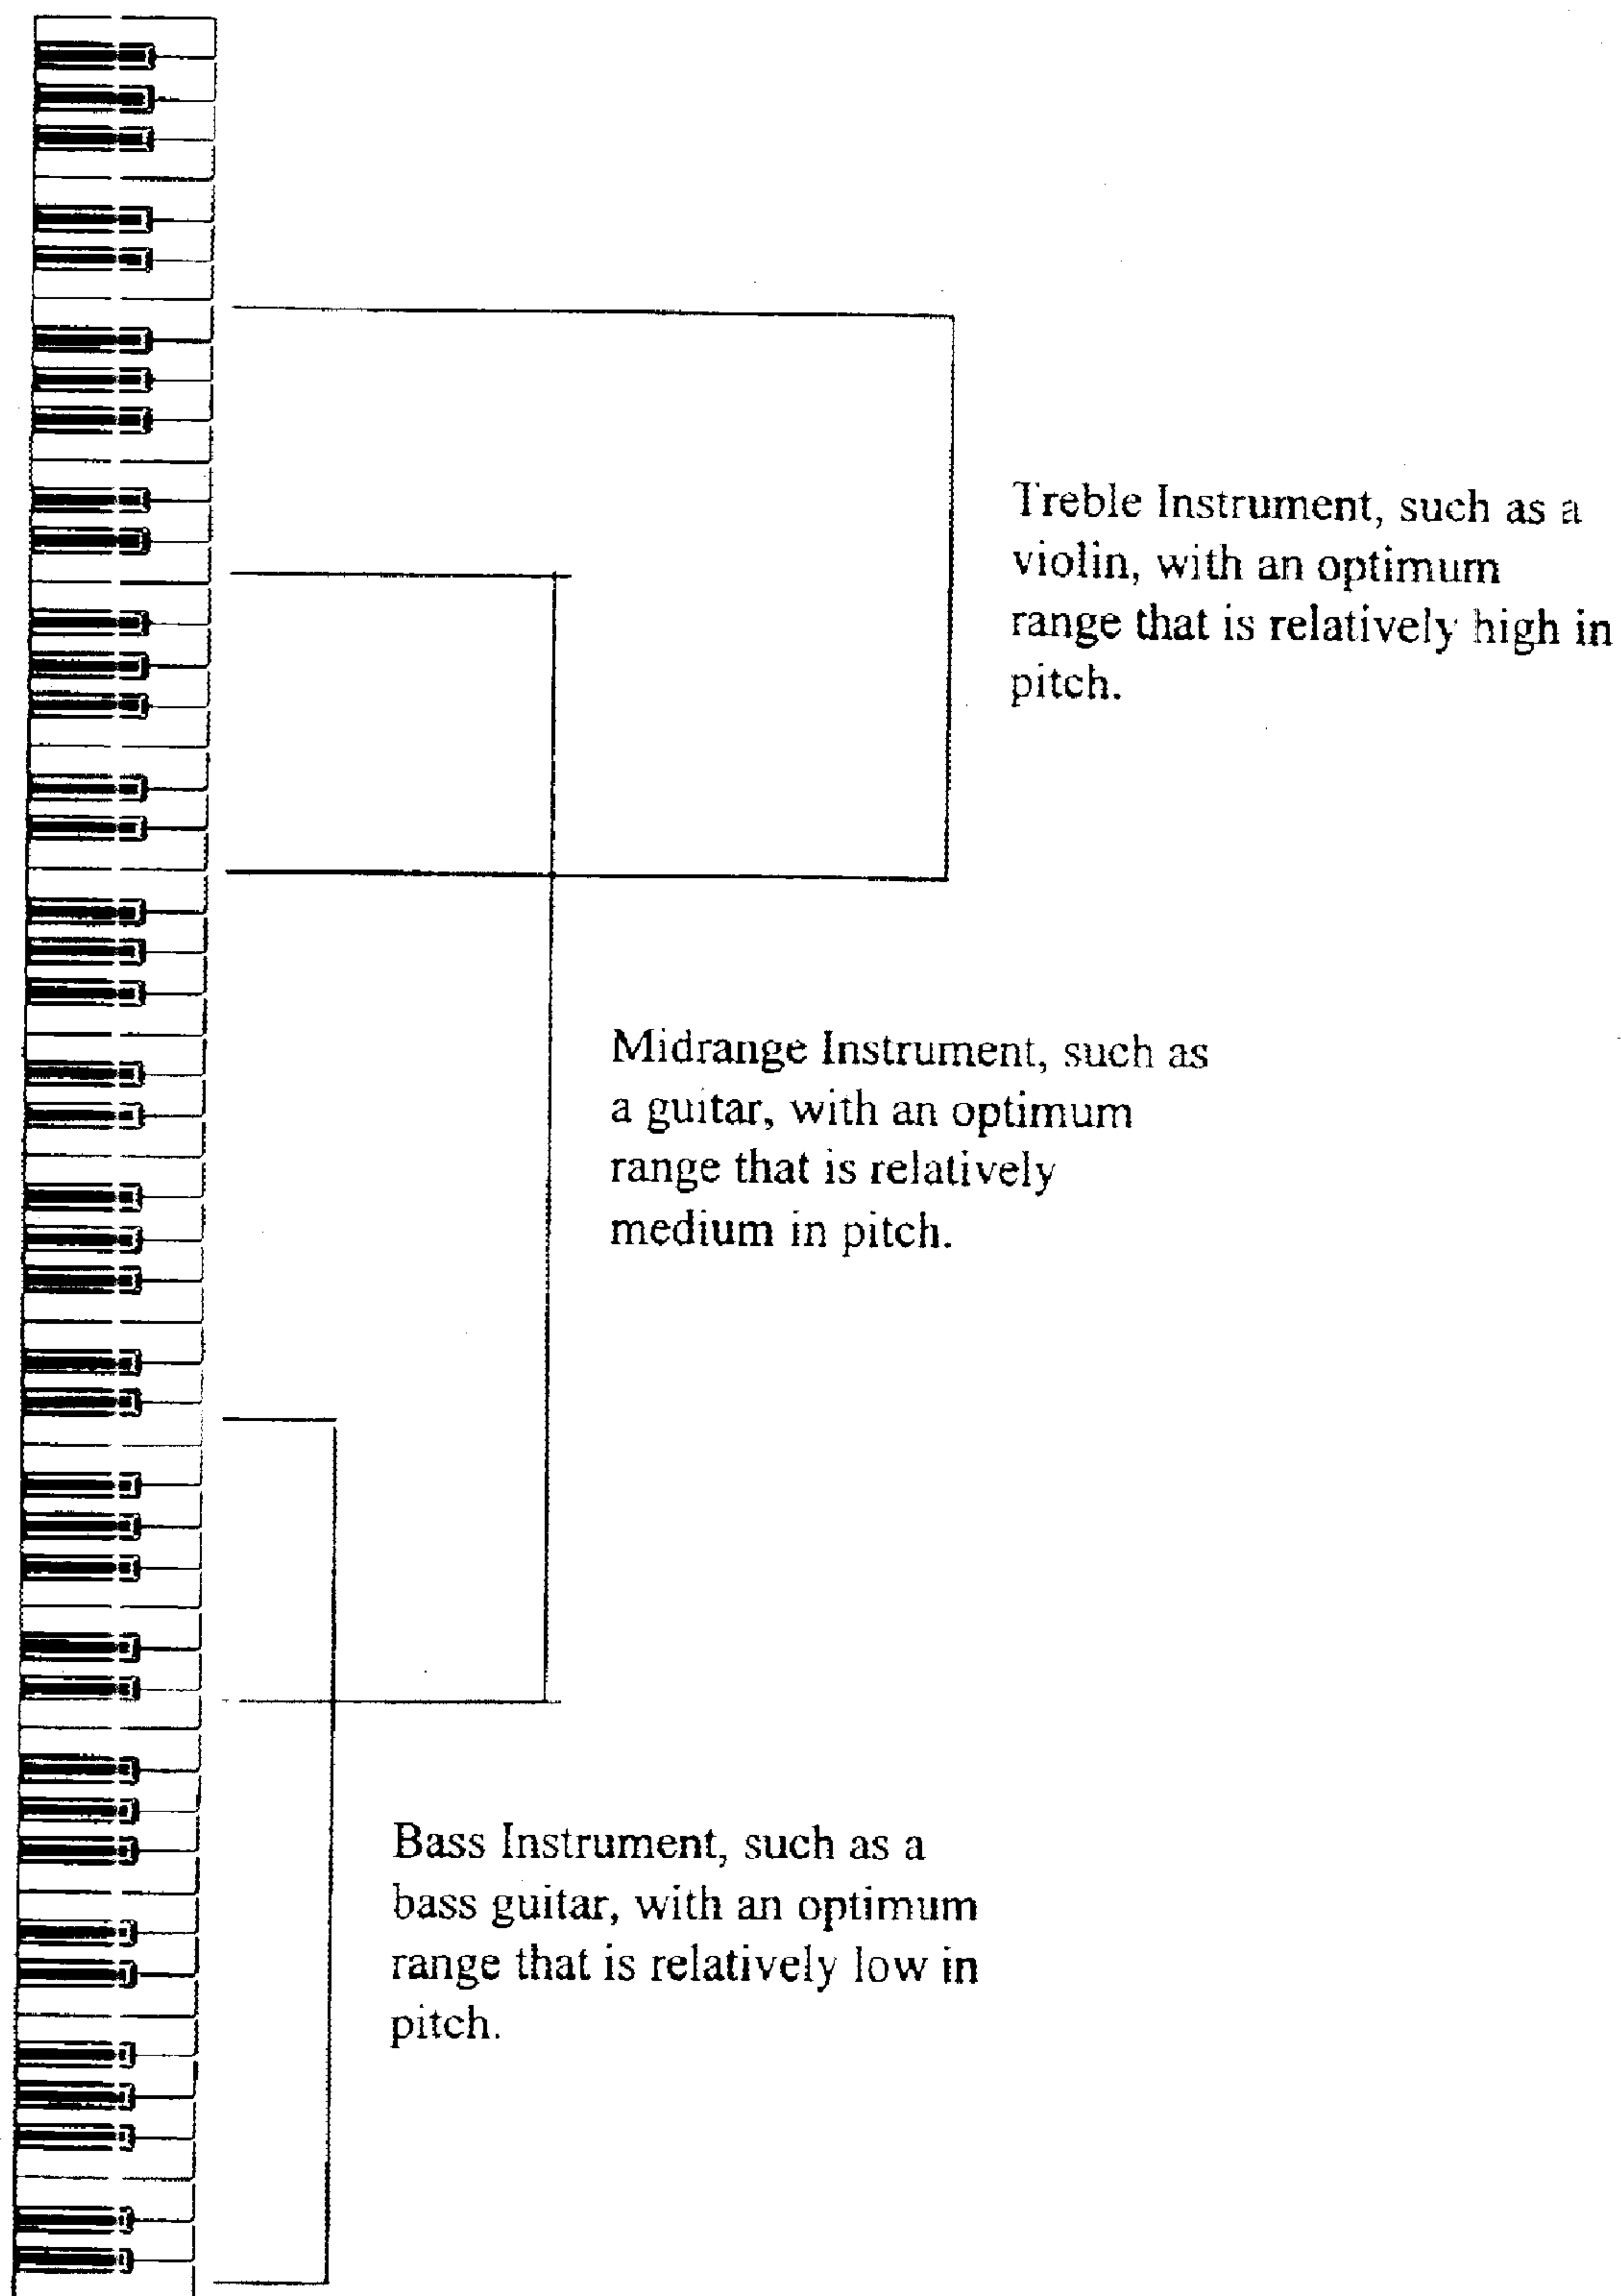 Treble Instrument, such as a
violin, with an optimum
range that is relatively high in
pitch.
Midrange Instrument, such as
a guitar, with an optimum
range that is relatively
medium in pitch.
Bass Instrument, such as a
bass guitar, with an optimum
range that is relatively low in
pitch.